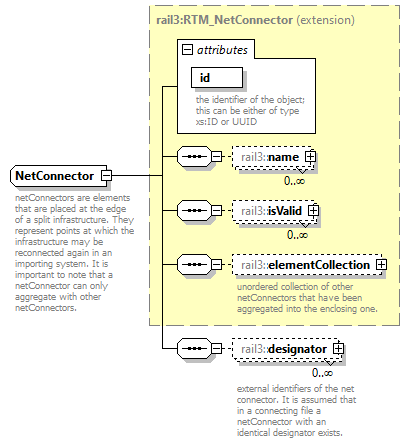 rail3:RTM_NetConnector (extension)
attributes
id
the identifier of the object;
this can be either of type
xs:ID or UUID
rail3::name
0..∞
NetConnector
netConnectors are elements
that are placed at the edge
of a split infrastructure. They
represent points at which the
infrastructure may be
reconnected again in an
importing system. It is
important to note that a
netConnector can only
aggregate with other
netConnectors.
rail3::isValid
0..∞
rail3::elementCollection
unordered collection of other
netConnectors that have been
aggregated into the enclosing one.
rail3::designator
0..∞
external identifiers of the net
connector. It is assumed that
in a connecting file a
netConnector with an
identical designator exists.